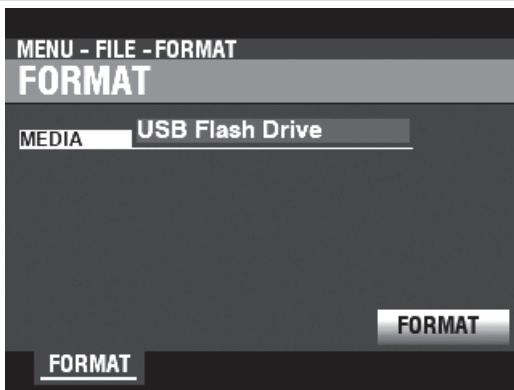 MENU - FILE -FORMAT
FORMAT
MEDIA USB Flash Drive
FORMAT
FORMAT